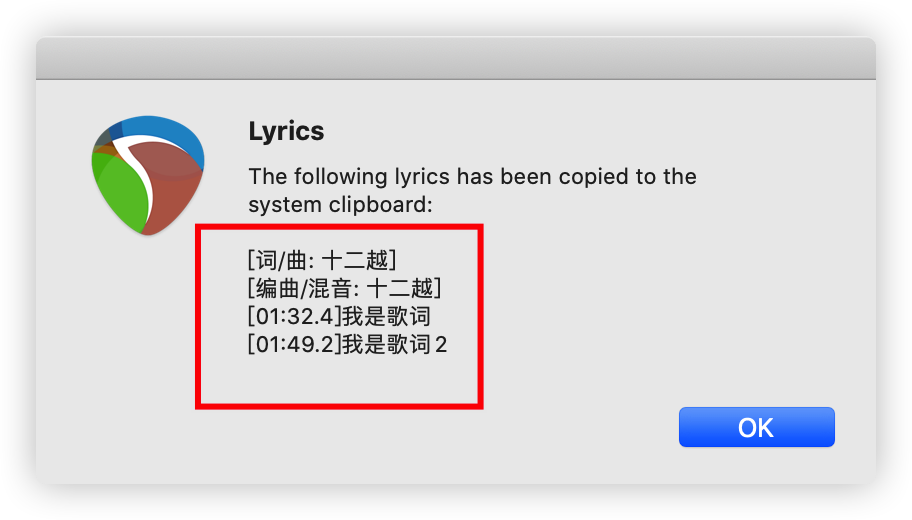 Lyrics
The following lyrics has been copied to the
system clipboard:
[词/曲: 十二越]
[编曲/混音: 十二越]
[01:32.4]我是歌词
[01:49.2]我是歌词 2
OK